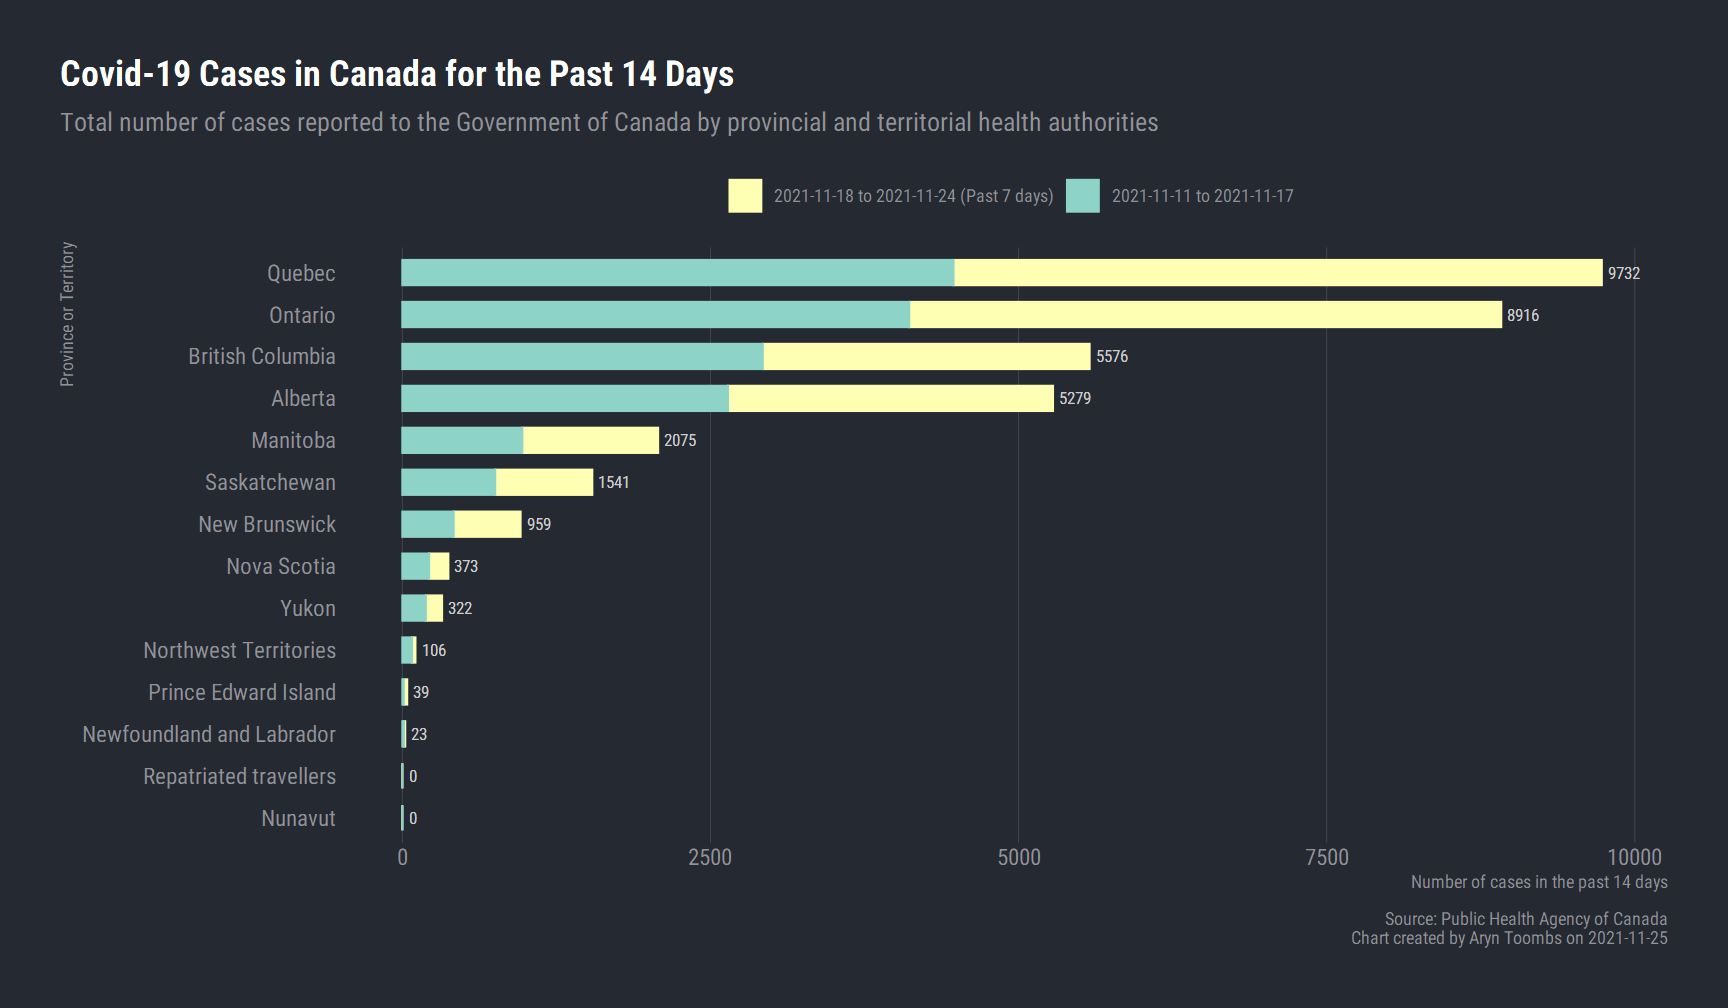 Covid-19 Cases in Canada for the Past 14 Days
Total number of cases reported to the Government of Canada by provincial and territorial health authorities
2021-11-18 to 2021-11-24 (Past 7 days)
2021-11-11 to 2021-11-17
Province or Territory
Quebec 9732
Ontario 8916
British Columbia 5576
Alberta 5279
Manitoba 2075
Saskatchewan 1541
New Brunswick 959
Nova Scotia 373
Yukon 322
Northwest Territories 106
Prince Edward Island 39
Newfoundland and Labrador 23
Repatriated travellers 0
Nunavut 0
0 2500 5000 7500 10000
Number of cases in the past 14 days
Source: Public Health Agency of Canada
Chart created by Aryn Toombs on 2021-11-25